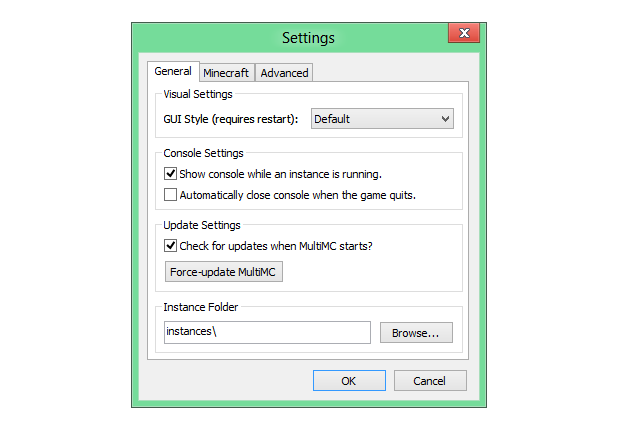 Settings
General Minecraft Advanced
Visual Settings
GUI Style (requires restart): Default
Console Settings
Show console while an instance is running.
Automatically close console when the game quits.
Update Settings
Check for updates when MultiMC starts?
Force-update MultiMC
Instance Folder
instances\ Browse...
OK Cancel